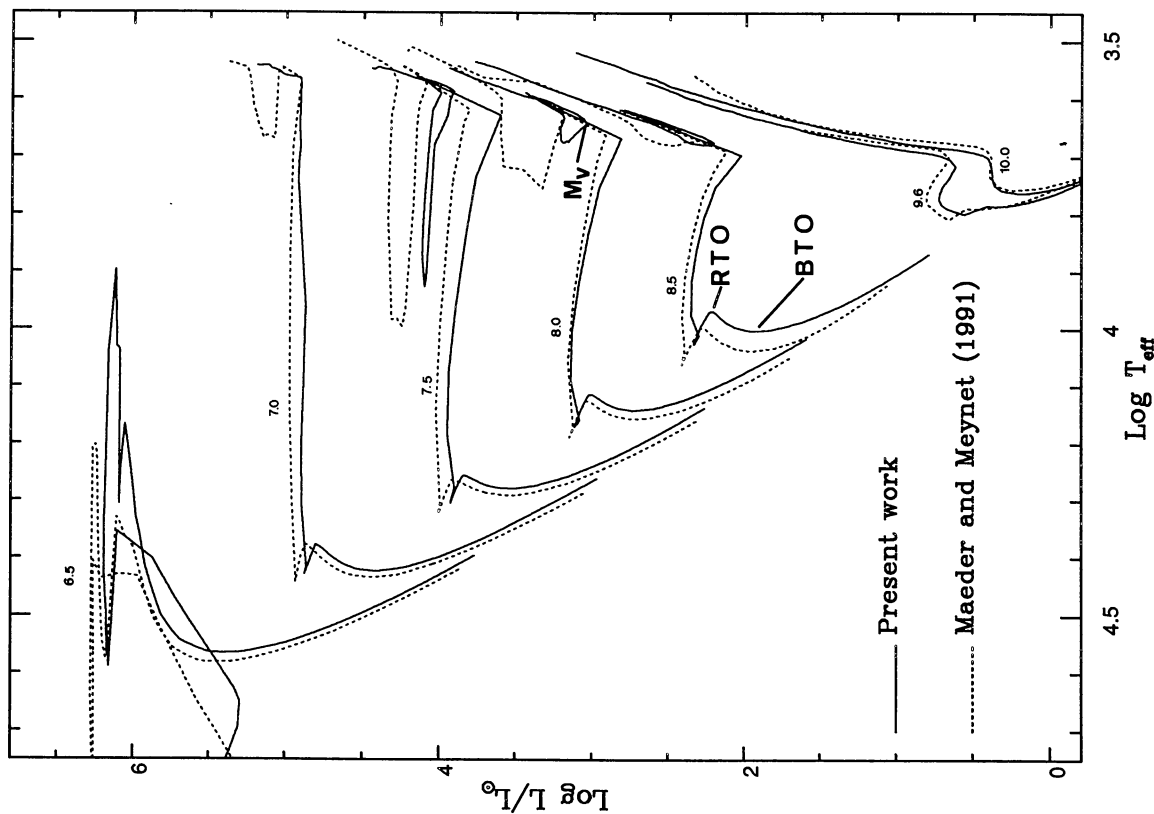 6
4
2
0
Log L/L☉
4.5
4
3.5
Log T_eff
6.5
7.0
7.5
8.0
8.5
9.6
10.0
M_V
RTO
BTO
Present work
Maeder and Meynet (1991)